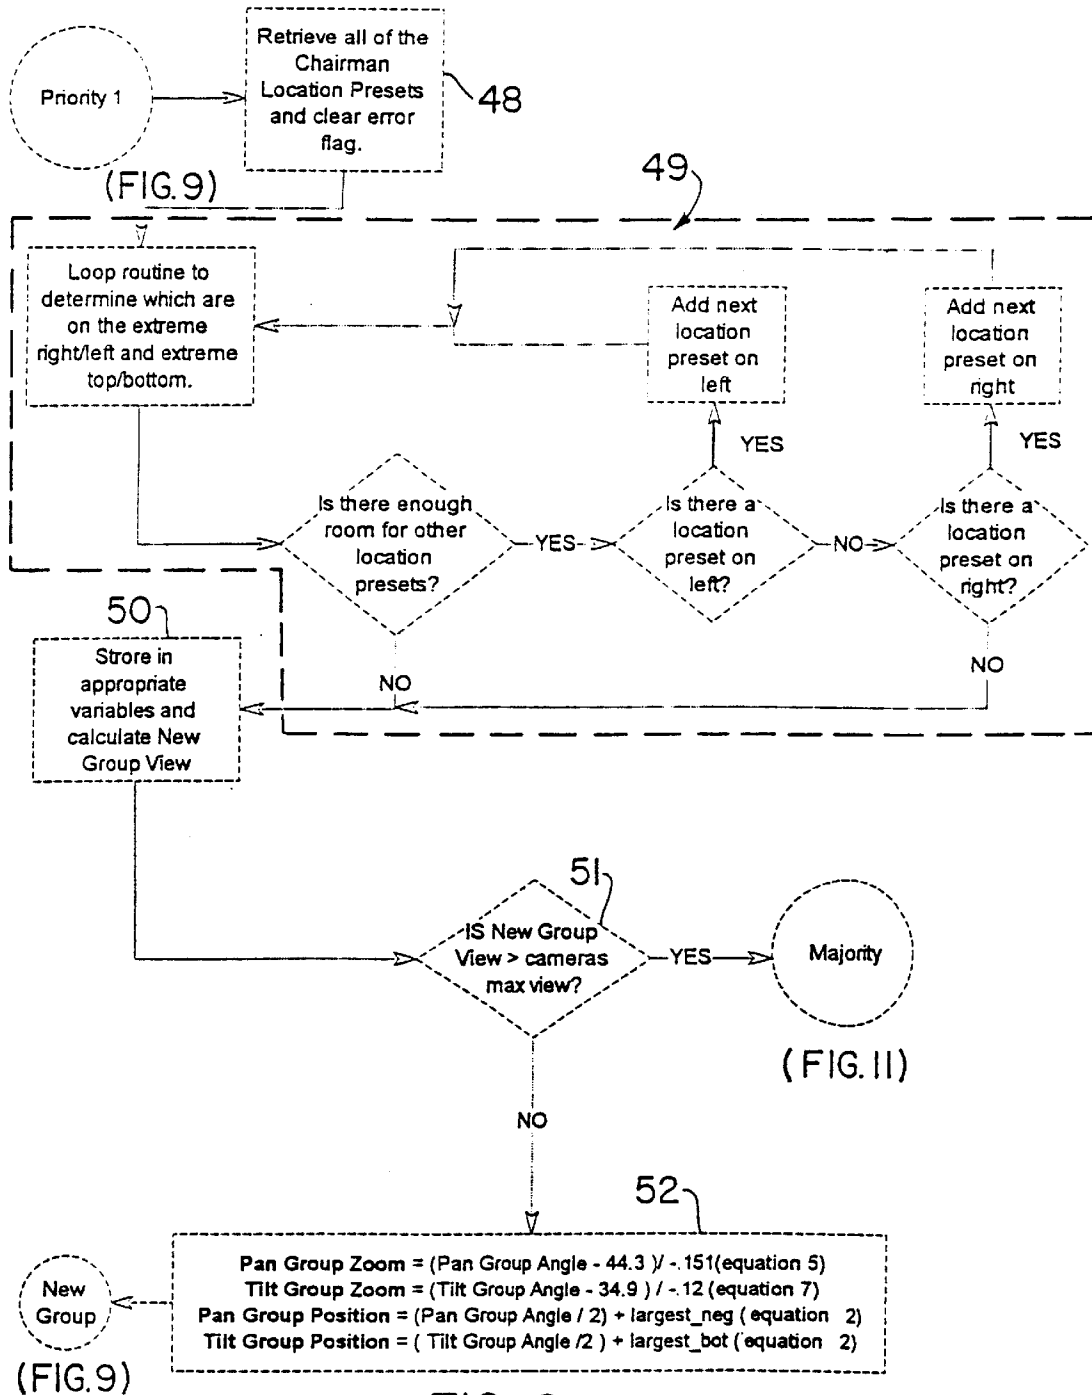 Priority 1
Retrieve all of the
Chairman
Location Presets
and clear error
flag.
48
(FIG.9)
49
Loop routine to
determine which are
on the extreme
right/left and extreme
top/bottom.
Add next
location
preset on
left
Add next
location
preset on
right
YES
YES
Is there enough
room for other
location
presets?
YES
Is there a
location
preset on
left?
NO
Is there a
location
preset on
right?
NO
NO
50
Strore in
appropriate
variables and
calculate New
Group View
51
IS New Group
View > cameras
max view?
YES
Majority
(FIG.11)
NO
52
Pan Group Zoom = (Pan Group Angle - 44.3 )/ -.151(equation 5)
Tilt Group Zoom = (Tilt Group Angle - 34.9 ) / -.12 (equation 7)
Pan Group Position = (Pan Group Angle / 2) + largest_neg ( equation 2)
Tilt Group Position = ( Tilt Group Angle /2 ) + largest_bot ( equation 2)
New
Group
(FIG.9)